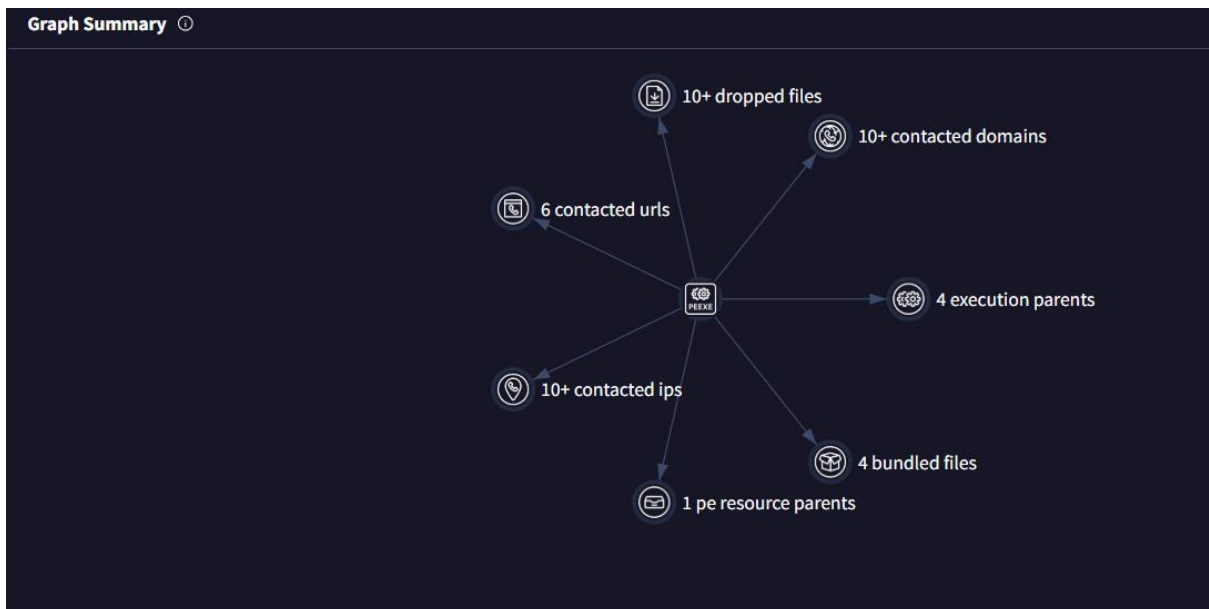 Graph Summary
10+ dropped files
10+ contacted domains
6 contacted urls
PEEXE
4 execution parents
10+ contacted ips
4 bundled files
1 pe resource parents